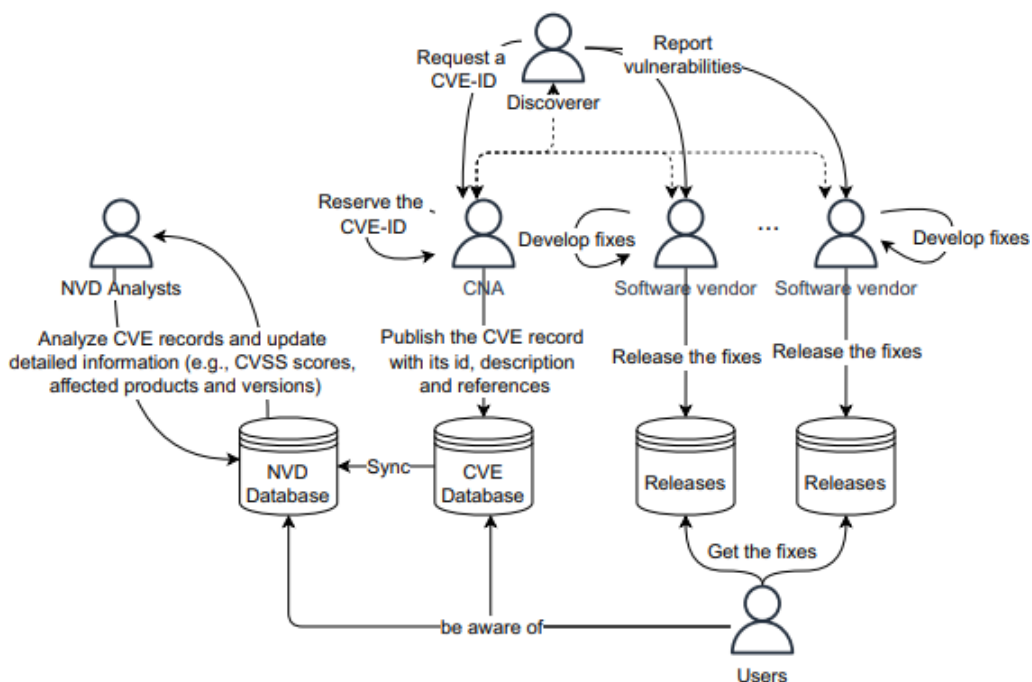 Request a
CVE-ID
Report
vulnerabilities
Discoverer
Reserve the
CVE-ID
Develop fixes
...
Develop fixes
NVD Analysts
CNA
Software vendor
Software vendor
Analyze CVE records and update
detailed information (e.g., CVSS scores,
affected products and versions)
Publish the CVE record
with its id, description
and references
Release the fixes
Release the fixes
NVD
Database
Sync
CVE
Database
Releases
Releases
Get the fixes
be aware of
Users